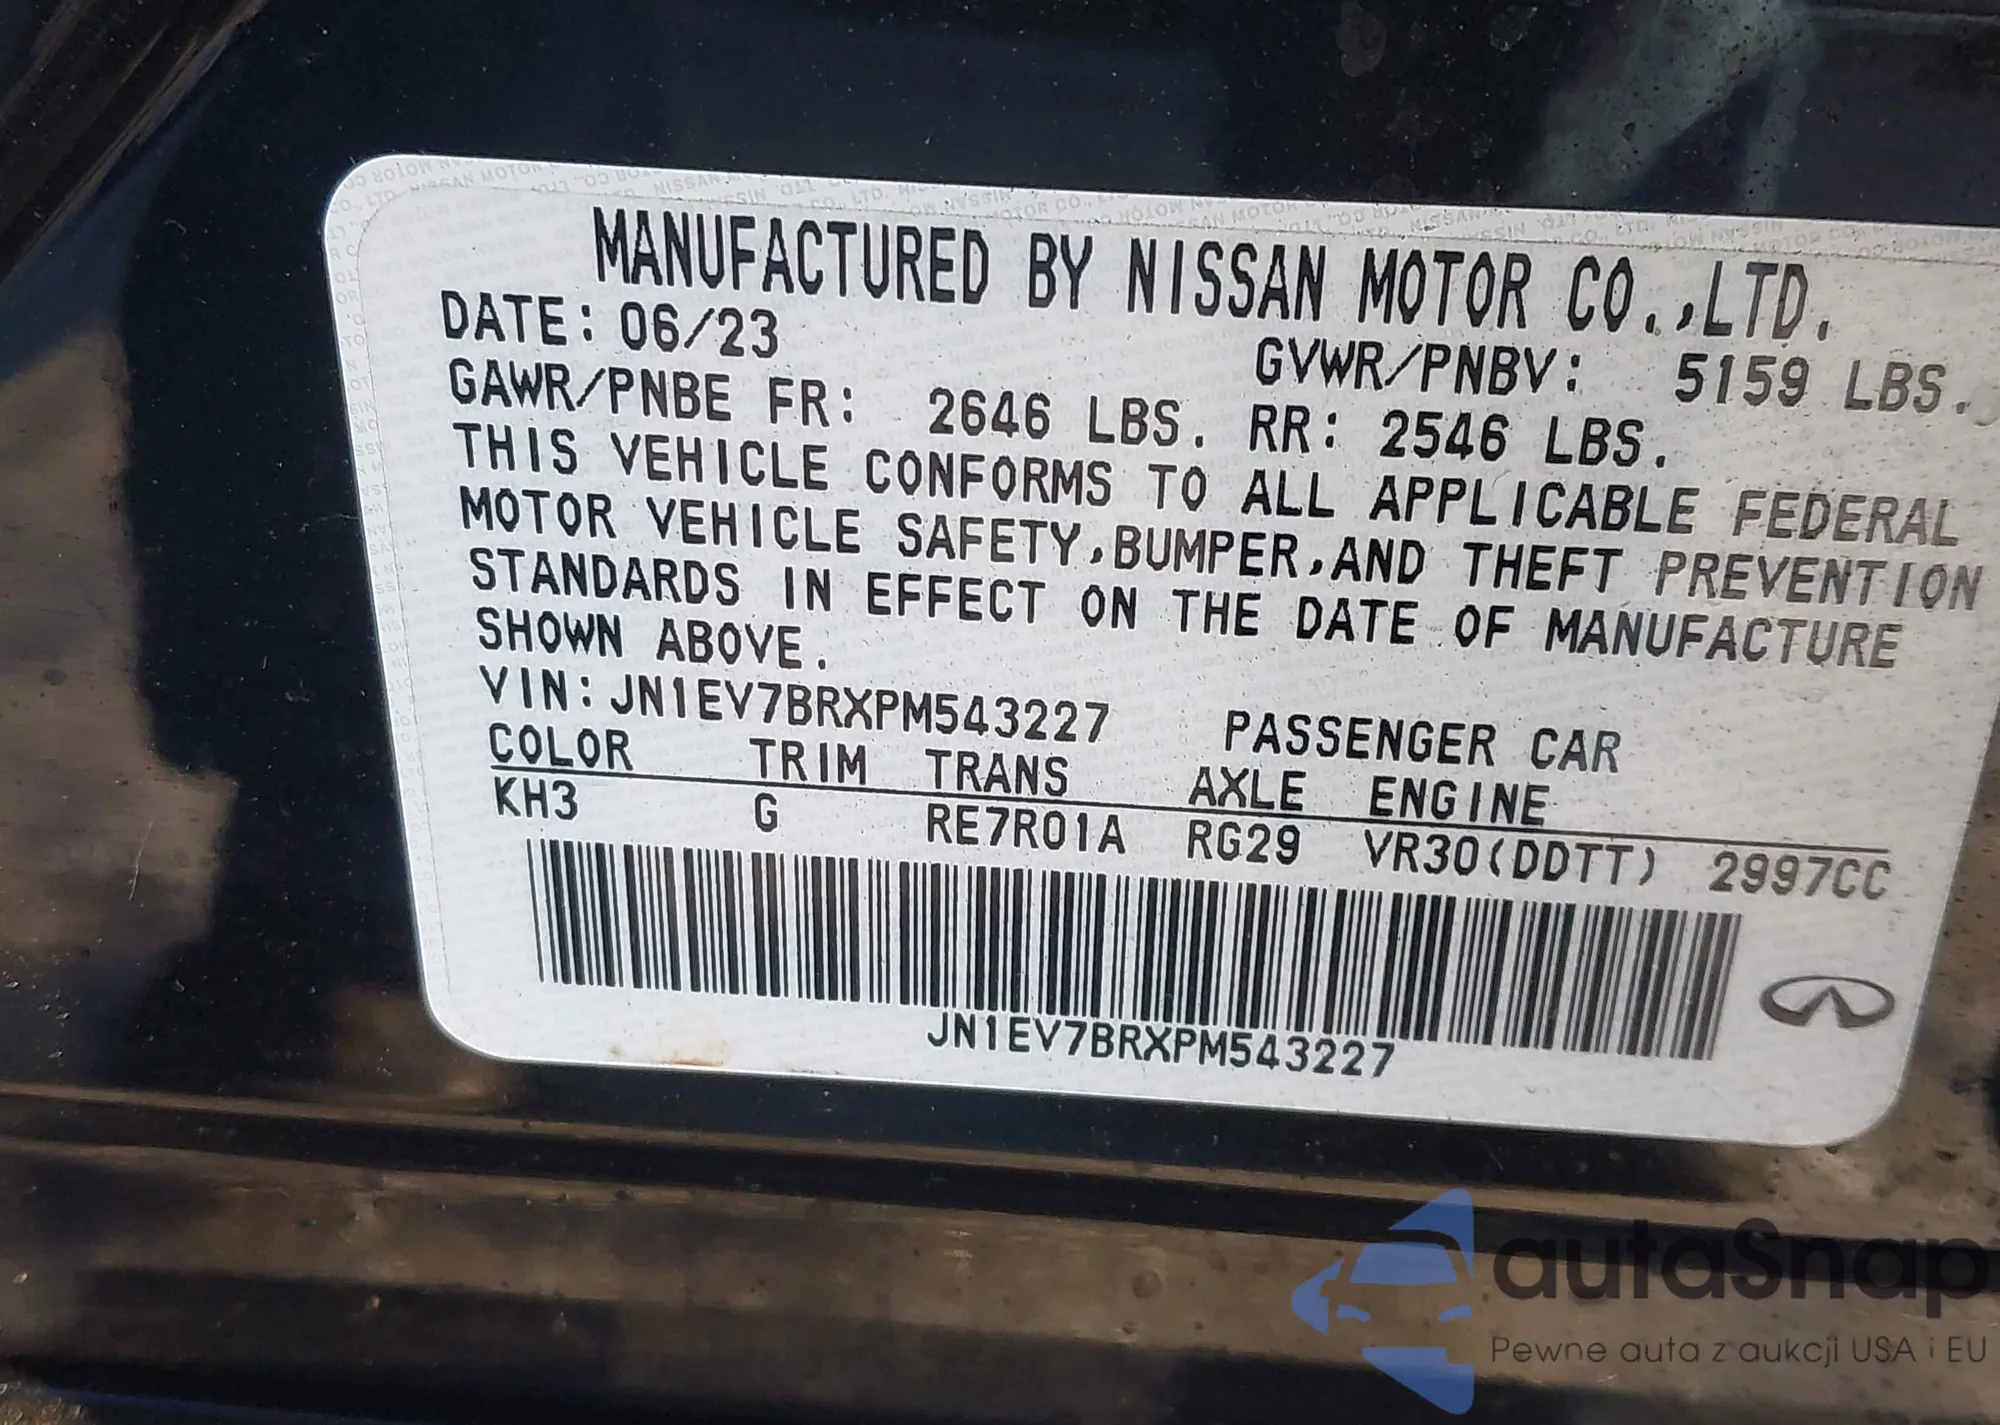 MANUFACTURED BY NISSAN MOTOR CO.,LTD.
DATE: 06/23
GVWR/PNBV: 5159 LBS.
GAWR/PNBE FR: 2646 LBS. RR: 2546 LBS.
THIS VEHICLE CONFORMS TO ALL APPLICABLE FEDERAL
MOTOR VEHICLE SAFETY,BUMPER,AND THEFT PREVENTION
STANDARDS IN EFFECT ON THE DATE OF MANUFACTURE
SHOWN ABOVE.
VIN:JN1EV7BRXPM543227 PASSENGER CAR
COLOR TRIM TRANS AXLE ENGINE
KH3 G RE7R01A RG29 VR30(DDTT) 2997CC
JN1EV7BRXPM543227
autaSnap
Pewne auta z aukcji USA i EU